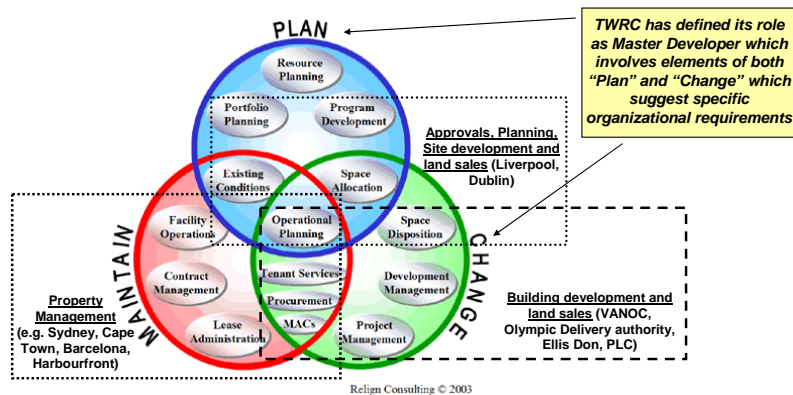 PLAN
TWRC has defined its role
as Master Developer which
involves elements of both
“Plan” and “Change” which
suggest specific
organizational requirements
Resource
Planning
Portfolio
Planning
Program
Development
Approvals, Planning,
Site development and
land sales (Liverpool,
Dublin)
Existing
Conditions
Space
Allocation
Facility
Operations
Operational
Planning
Space
Disposition
MAINTAIN
CHANGE
Tenant Services
Contract
Management
Development
Management
Procurement
Property
Management
(e.g. Sydney, Cape
Town, Barcelona,
Harbourfront)
Building development and
land sales (VANOC,
Olympic Delivery authority,
Ellis Don, PLC)
MACs
Lease
Administration
Project
Management
Relign Consulting © 2003